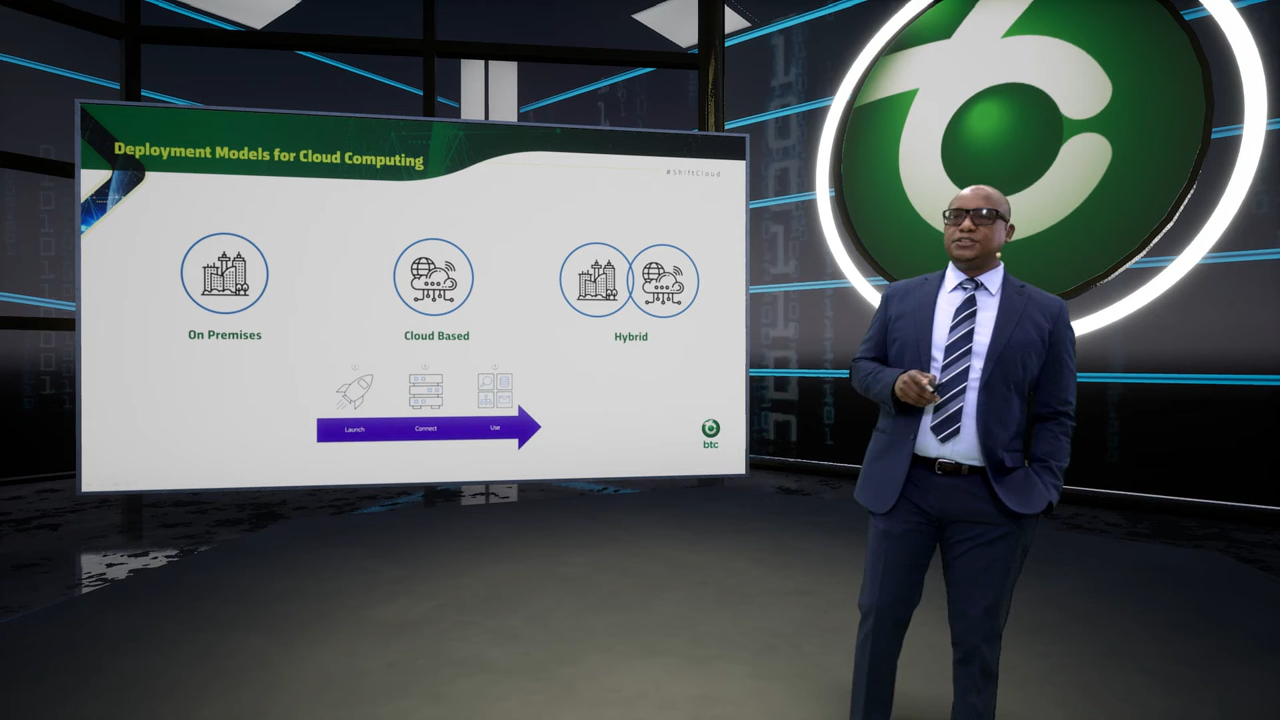 Deployment Models for Cloud Computing
#ShiftCloud
On Premises
Cloud Based
Hybrid
Launch
Connect
Use
btc